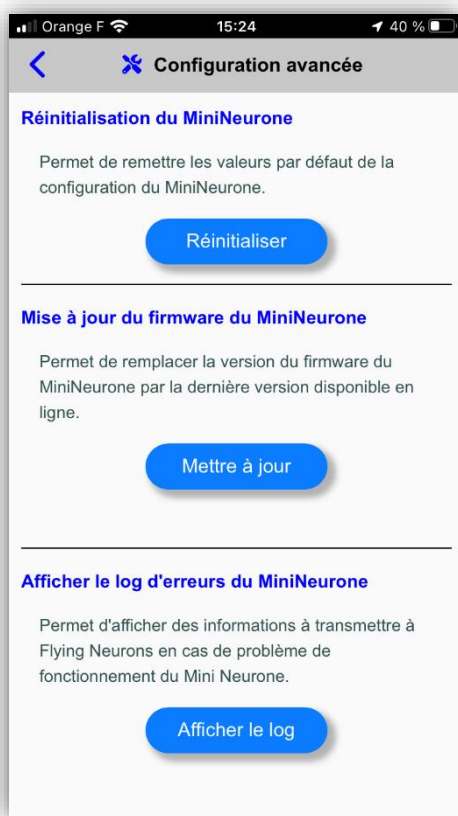 Orange F 15:24 40 %
Configuration avancée
Réinitialisation du MiniNeurone
Permet de remettre les valeurs par défaut de la
configuration du MiniNeurone.
Réinitialiser
Mise à jour du firmware du MiniNeurone
Permet de remplacer la version du firmware du
MiniNeurone par la dernière version disponible en
ligne.
Mettre à jour
Afficher le log d'erreurs du MiniNeurone
Permet d'afficher des informations à transmettre à
Flying Neurons en cas de problème de
fonctionnement du Mini Neurone.
Afficher le log